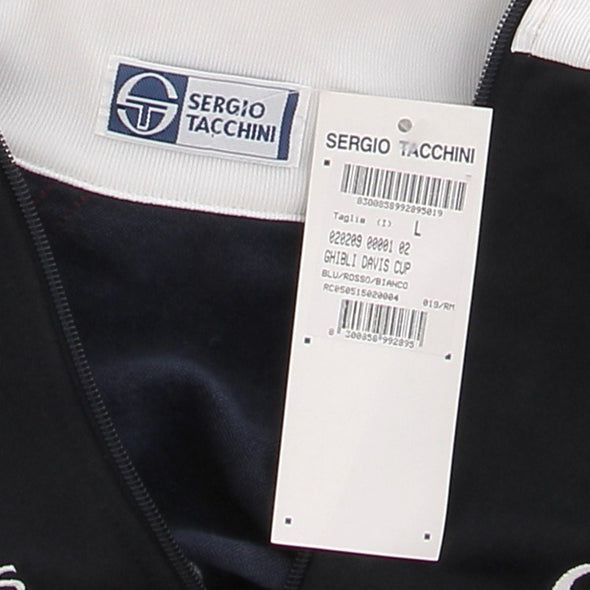 SERGIO
TACCHINI
SERGIO TACCHINI
8300858992895019
Taglia (I) L
020209 00001 02
GHIBLI DAVIS CUP
BLU/ROSSO/BIANCO
RC050515020004 019/RM
8 300858 992895